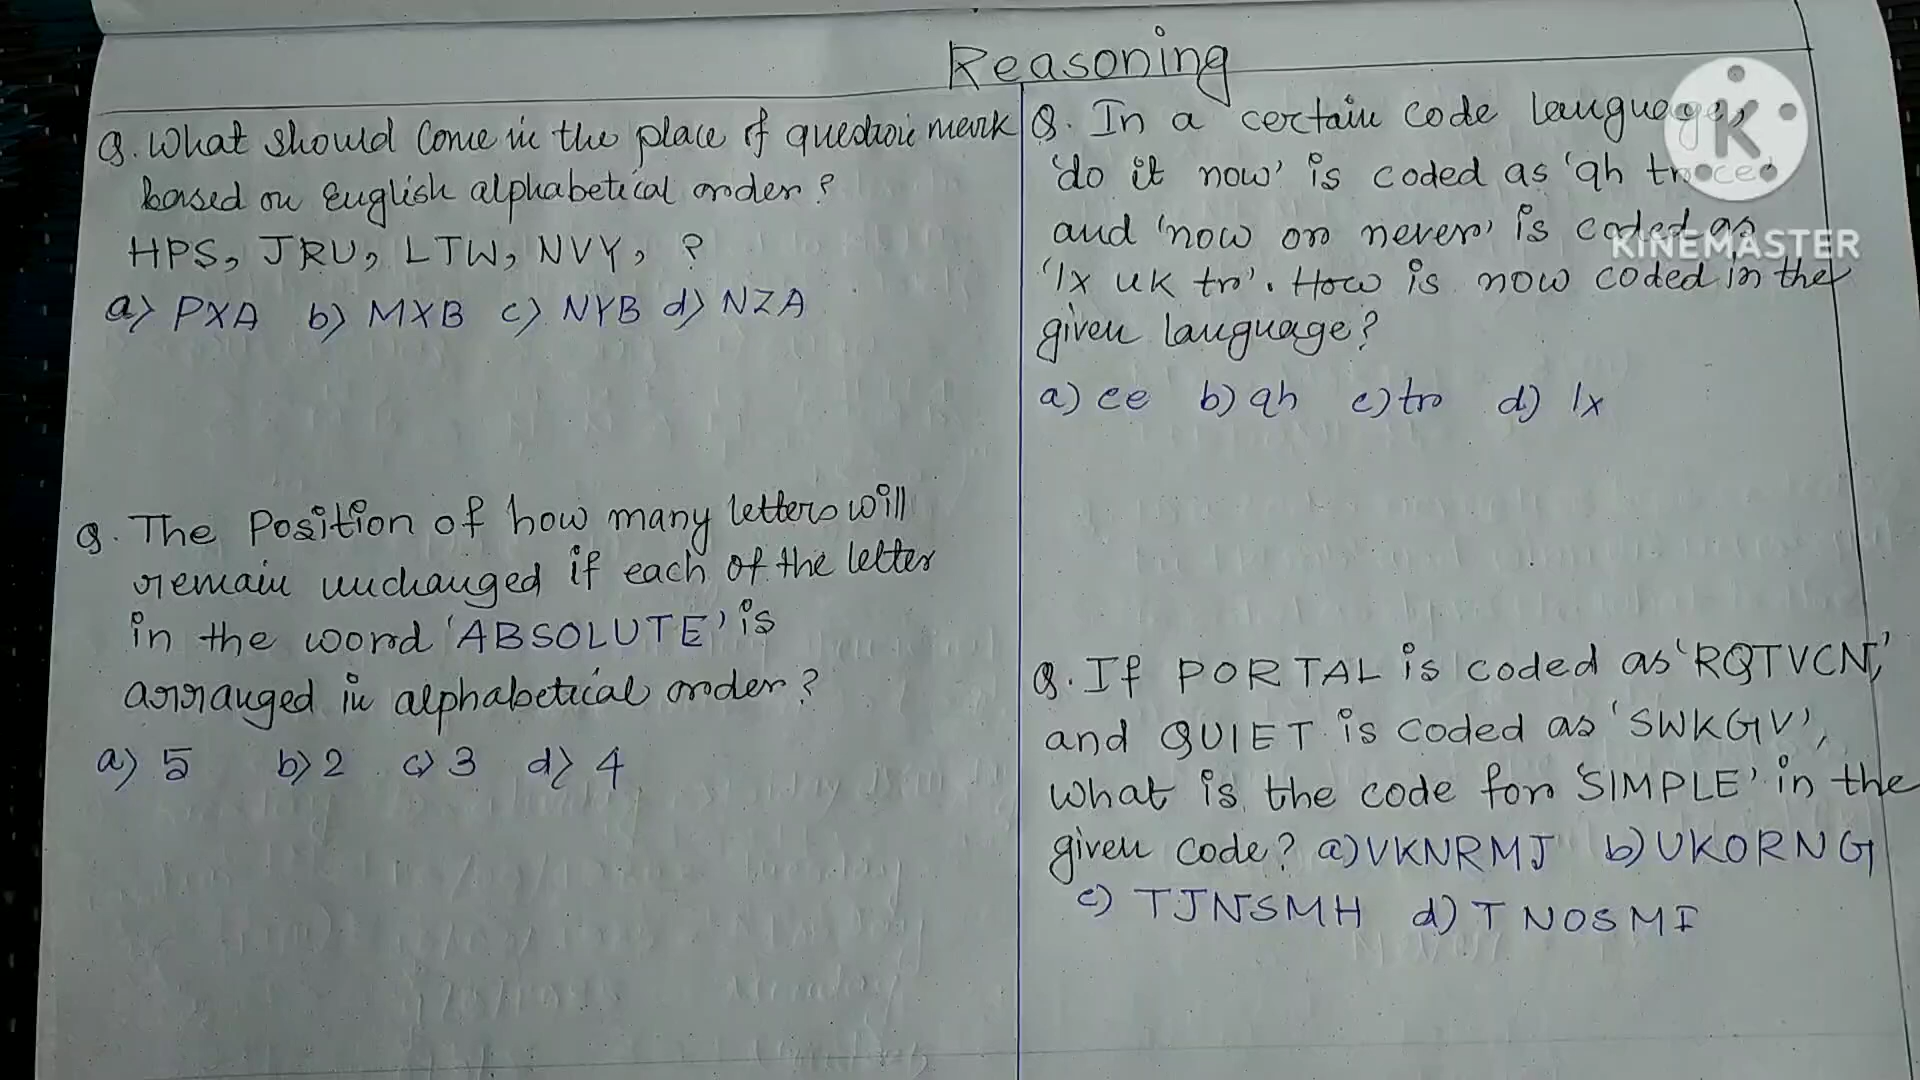 Reasoning
Q. What should Come in the place of question mark
based on English alphabetical order?
HPS, JRU, LTW, NVY, ?
a) PXA b) MXB c) NYB d) NZA
Q. The Position of how many letters will
remain unchanged if each of the letter
in the word 'ABSOLUTE' is
arranged in alphabetical order?
a) 5 b) 2 c) 3 d) 4
Q. In a certain code language,
'do it now' is coded as 'qh tr ce'
and 'now or never' is coded as
'lx uk tr'. How is now coded in the
given language?
a) ce b) qh c) tr d) lx
Q. If PORTAL is coded as 'RQTVCN,'
and QUIET is coded as 'SWKGV',
what is the code for 'SIMPLE' in the
given code? a) VKNRMJ b) UKORNG
c) TJNSMH d) TNOSMI
KINEMASTER